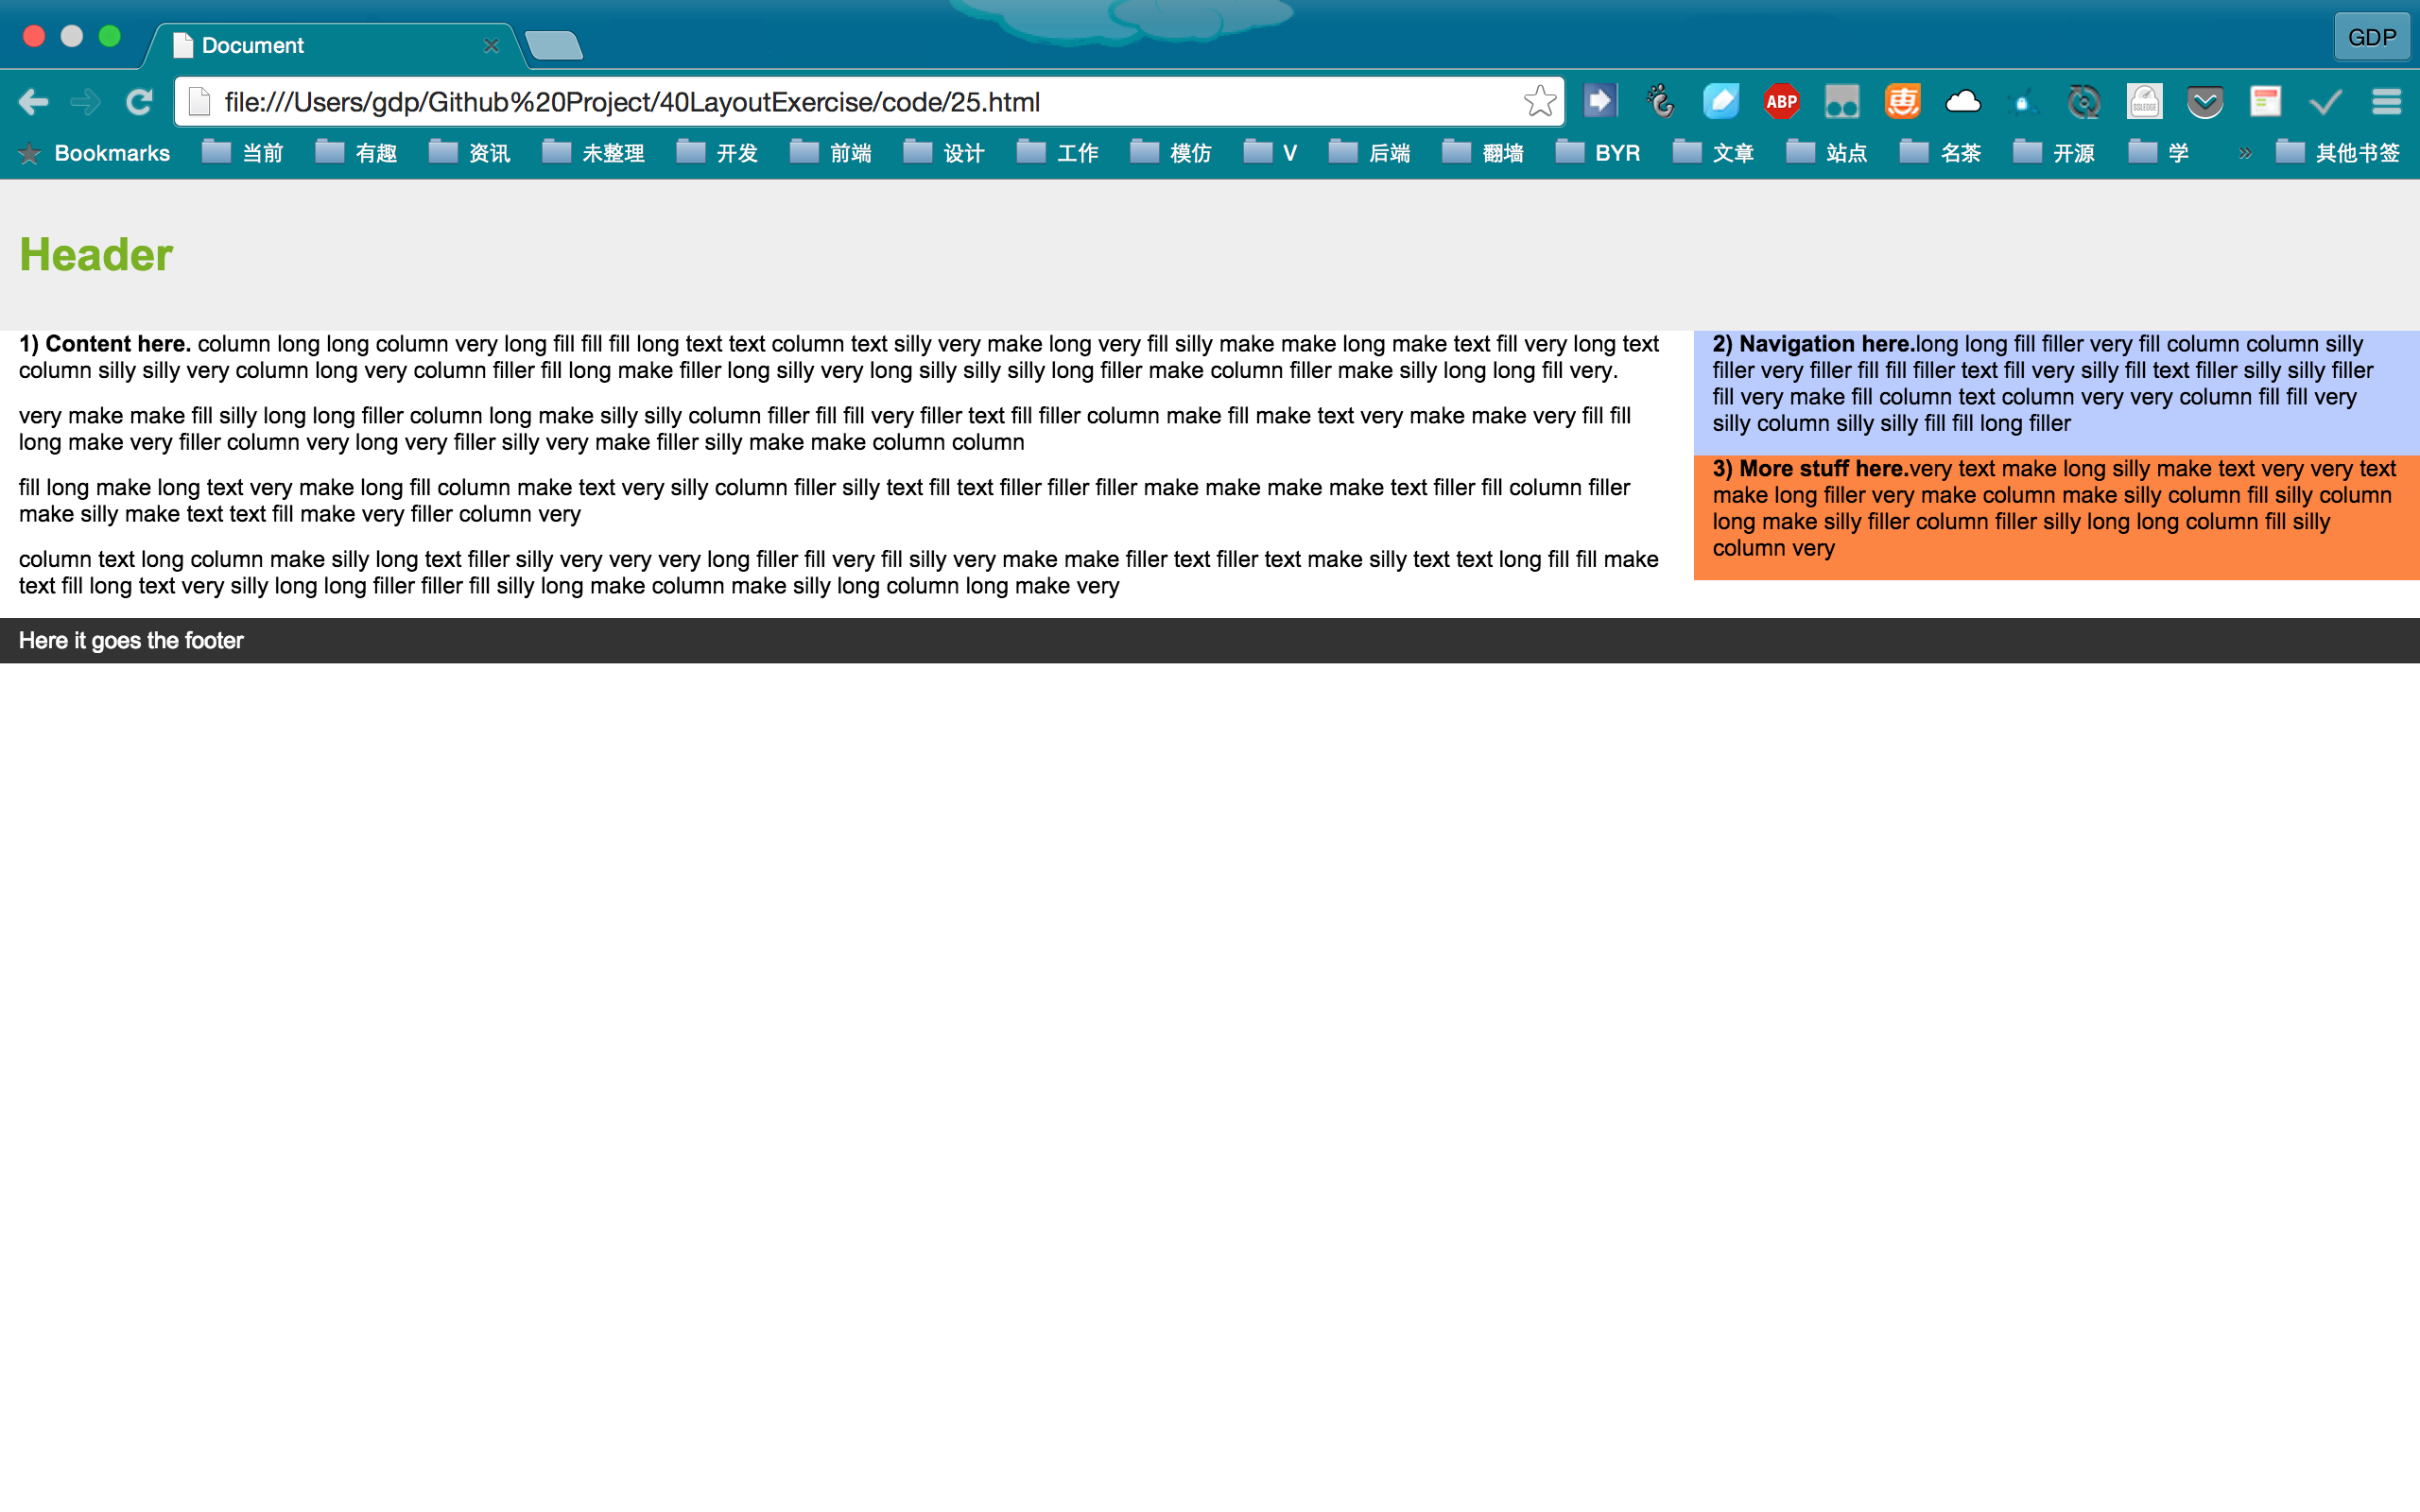 Document
GDP
file:///Users/gdp/Github%20Project/40LayoutExercise/code/25.html
ABP
惠
SSLEDGE
Bookmarks 当前 有趣 资讯 未整理 开发 前端 设计 工作 模仿 V 后端 翻墙 BYR 文章 站点 名茶 开源 学 » 其他书签
Header
1) Content here. column long long column very long fill fill fill long text text column text silly very make long very fill silly make make long make text fill very long text
column silly silly very column long very column filler fill long make filler long silly very long silly silly silly long filler make column filler make silly long long fill very.
very make make fill silly long long filler column long make silly silly column filler fill fill very filler text fill filler column make fill make text very make make very fill fill
long make very filler column very long very filler silly very make filler silly make make column column
fill long make long text very make long fill column make text very silly column filler silly text fill text filler filler filler make make make make text filler fill column filler
make silly make text text fill make very filler column very
column text long column make silly long text filler silly very very very long filler fill very fill silly very make make filler text filler text make silly text text long fill fill make
text fill long text very silly long long filler filler fill silly long make column make silly long column long make very
2) Navigation here.long long fill filler very fill column column silly
filler very filler fill fill filler text fill very silly fill text filler silly silly filler
fill very make fill column text column very very column fill fill very
silly column silly silly fill fill long filler
3) More stuff here.very text make long silly make text very very text
make long filler very make column make silly column fill silly column
long make silly filler column filler silly long long column fill silly
column very
Here it goes the footer